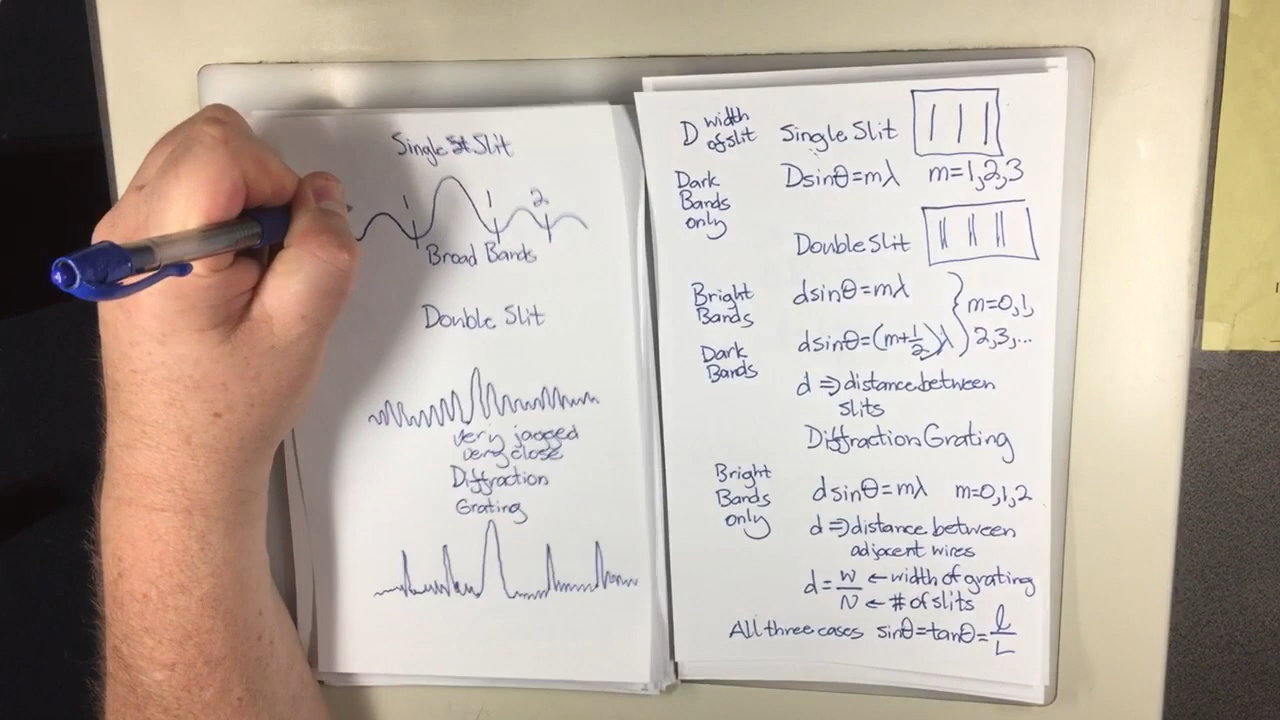 Single Slit
1 1 2
Broad Bands
Double Slit
very jagged
very close
Diffraction
Grating
D width of slit
Single Slit
Dark
Bands
only
Dsinθ=mλ m=1,2,3
Double Slit
Bright
Bands
dsinθ=mλ
Dark
Bands
dsinθ=(m+1/2)λ
} m=0,1,
2,3,...
d ⇒ distance between
slits
Diffraction Grating
Bright
Bands
only
dsinθ=mλ m=0,1,2
d ⇒ distance between
adjacent wires
d = W/N ← width of grating
← # of slits
All three cases sinθ=tanθ=l/L